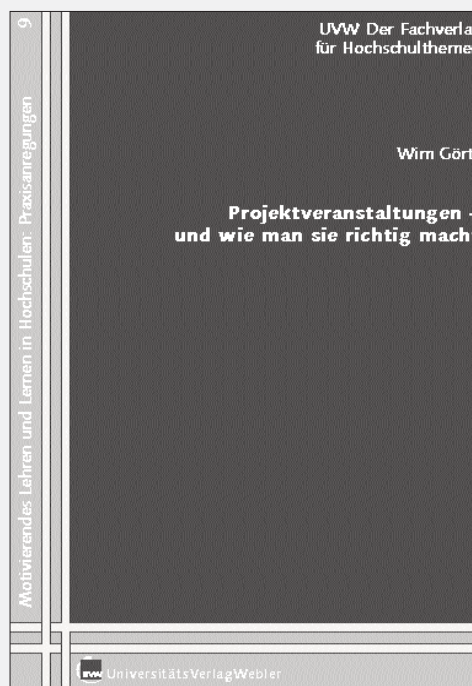 UVW Der Fachverla
für Hochschultheme
Wim Gört
Projektveranstaltungen -
und wie man sie richtig mach
Motivierendes Lehren und Lernen in Hochschulen: Praxisanregungen 9
UVW UniversitätsVerlagWebler